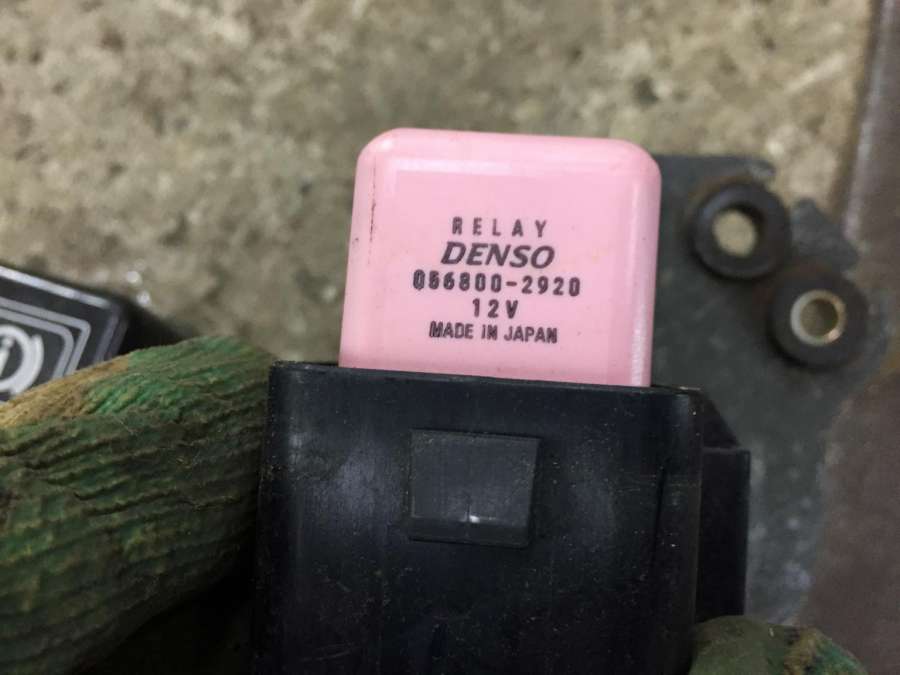 RELAY
DENSO
056800-2920
12V
MADE IN JAPAN